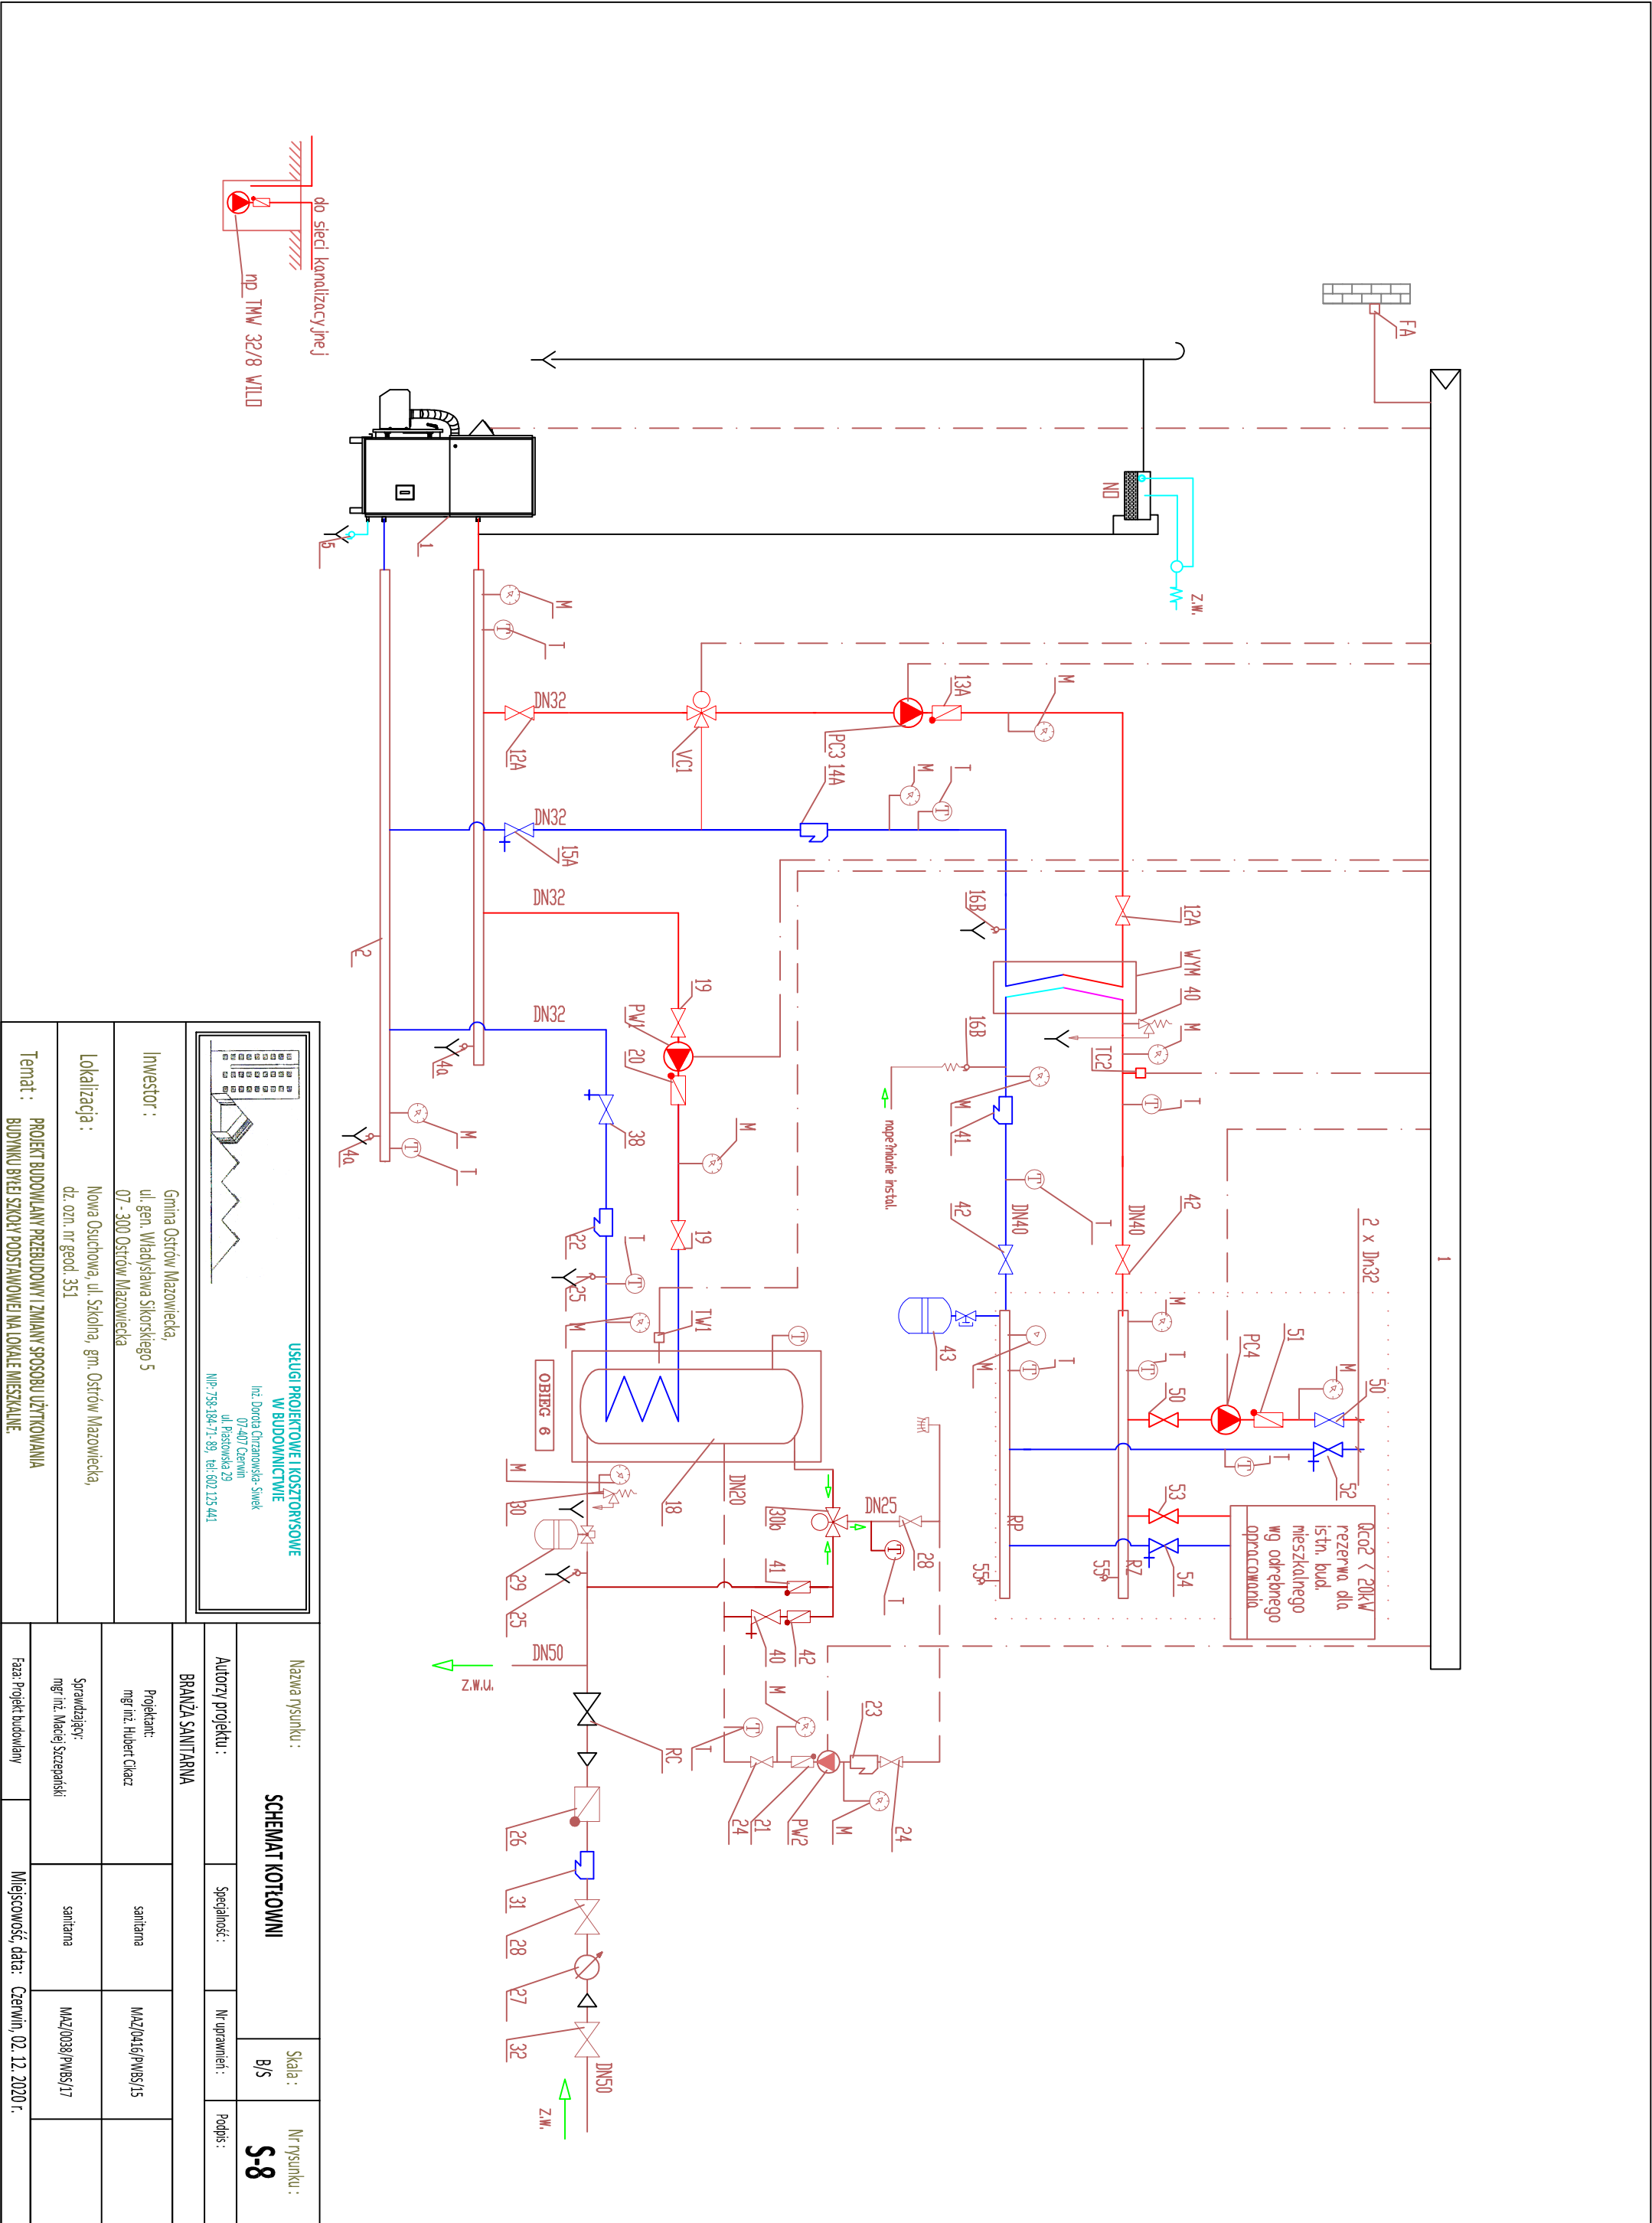 1
FA
ND
z.w.
do sieci kanalizacyjnej
np TMW 32/8 WILO
1
5
M
T
DN32
12A
VC1
PC3
13A
M
14A
M
T
DN32
15A
DN32
DN32
2
4a
4a
M
T
12A
WYM
40
M
TC2
T
16B
16B
nape?nianie instal.
M
41
T
42
42
DN40
DN40
19
PW1
20
M
19
38
22
T
25
M
TW1
OBIEG 6
43
M
T
M
T
50
PC4
51
M
50
2 x Dn32
T
52
53
54
RP
RZ
55
55
Qco2 < 20kW
rezerwa dla
istn. bud.
mieszkalnego
wg odrębnego
opracowania
T
18
DN20
30b
DN25
28
T
M
30
29
25
41
42
40
DN50
z.w.u.
RC
T
M
23
24
21
PW2
M
24
26
31
28
27
32
DN50
z.w.
USŁUGI PROJEKTOWE I KOSZTORYSOWE
W BUDOWNICTWIE
Inż. Dorota Chrzanowska- Siwek
07-407 Czerwin
ul. Piastowska 29
NIP: 758-184-71-89, tel: 602 125 441
Inwestor :
Gmina Ostrów Mazowiecka,
ul. gen. Władysława Sikorskiego 5
07 - 300 Ostrów Mazowiecka
Lokalizacja :
Nowa Osuchowa, ul. Szkolna, gm. Ostrów Mazowiecka,
dz. ozn. nr geod. 351
Temat :
PROJEKT BUDOWLANY PRZEBUDOWY I ZMIANY SPOSOBU UŻYTKOWANIA
BUDYNKU BYŁEJ SZKOŁY PODSTAWOWEJ NA LOKALE MIESZKALNE.
Nazwa rysunku :
SCHEMAT KOTŁOWNI
Skala :
B/S
Nr rysunku :
S-8
Autorzy projektu :
Specjalność :
Nr uprawnień :
Podpis :
BRANŻA SANITARNA
Projektant:
mgr inż. Hubert Cikacz
sanitarna
MAZ/0416/PWBS/15
Sprawdzający:
mgr inż. Maciej Szczepański
sanitarna
MAZ/0038/PWBS/17
Faza: Projekt budowlany
Miejscowość, data: Czerwin, 02. 12. 2020 r.